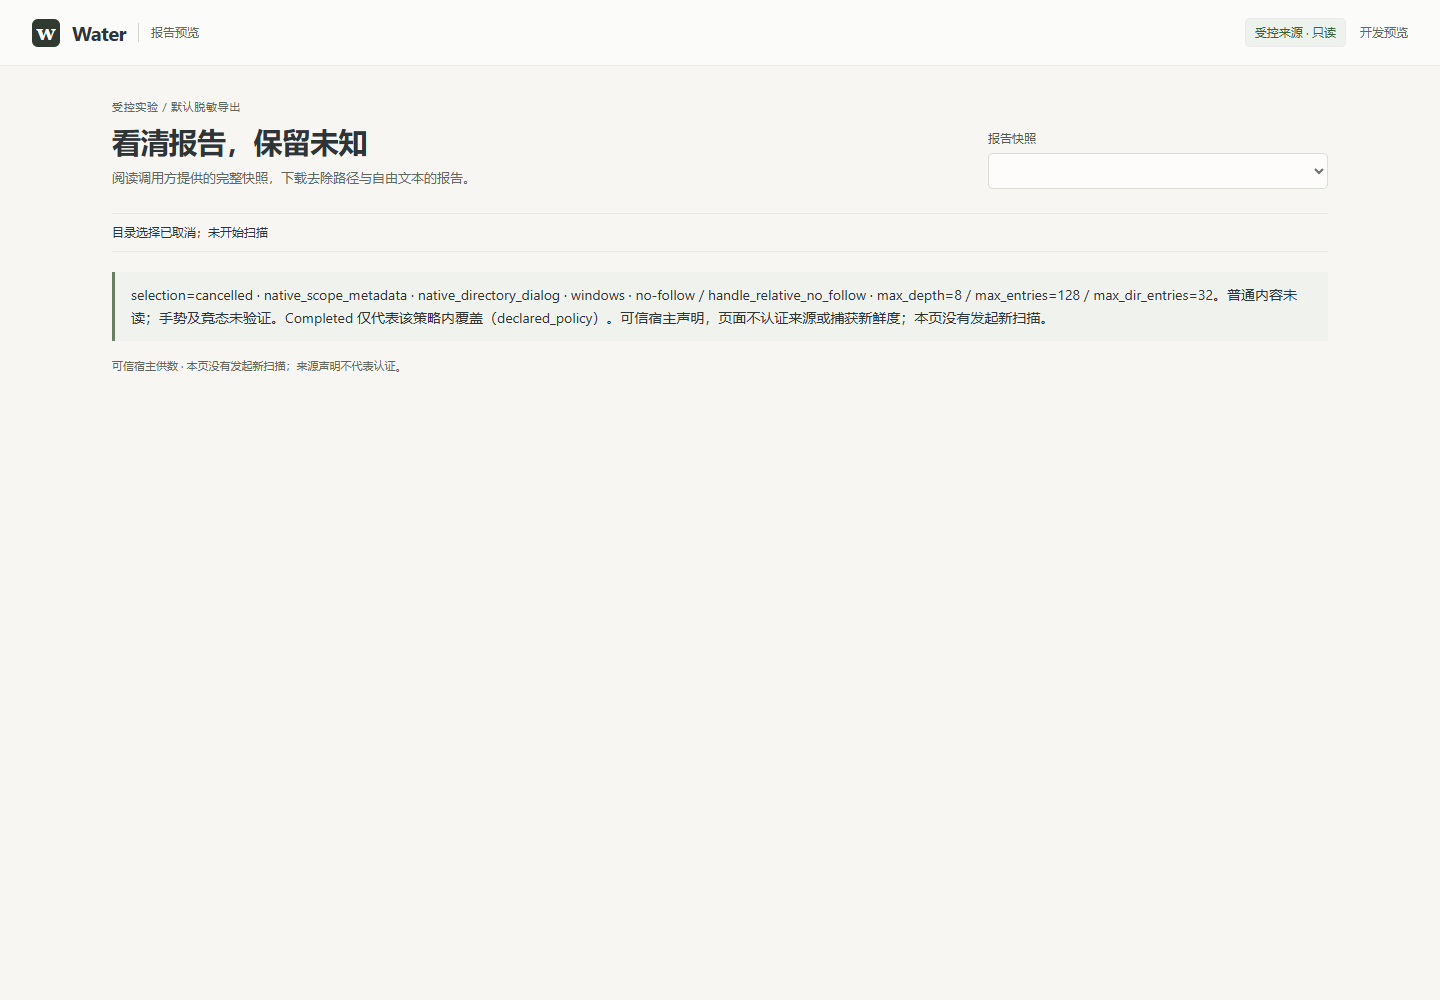 w Water 报告预览 受控来源 · 只读 开发预览
受控实验 / 默认脱敏导出
看清报告，保留未知
阅读调用方提供的完整快照，下载去除路径与自由文本的报告。
报告快照
目录选择已取消；未开始扫描
selection=cancelled · native_scope_metadata · native_directory_dialog · windows · no-follow / handle_relative_no_follow · max_depth=8 / max_entries=128 / max_dir_entries=32。普通内容未
读；手势及竟态未验证。Completed 仅代表该策略内覆盖（declared_policy）。可信宿主声明，页面不认证来源或捕获新鲜度；本页没有发起新扫描。
可信宿主供数 · 本页没有发起新扫描；来源声明不代表认证。